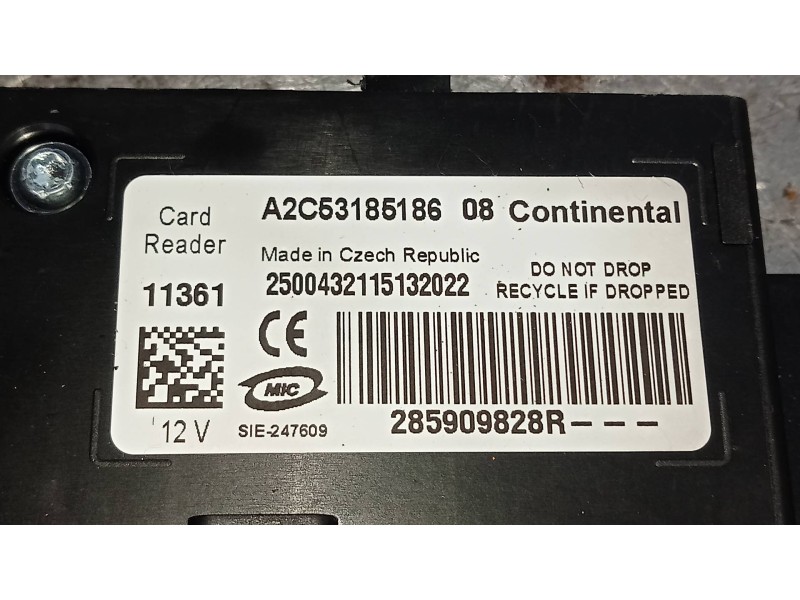 Card Reader
A2C53185186 08 Continental
Made in Czech Republic
11361
2500432115132022
DO NOT DROP
RECYCLE IF DROPPED
CE
MIC
12 V
SIE-247609
285909828R---